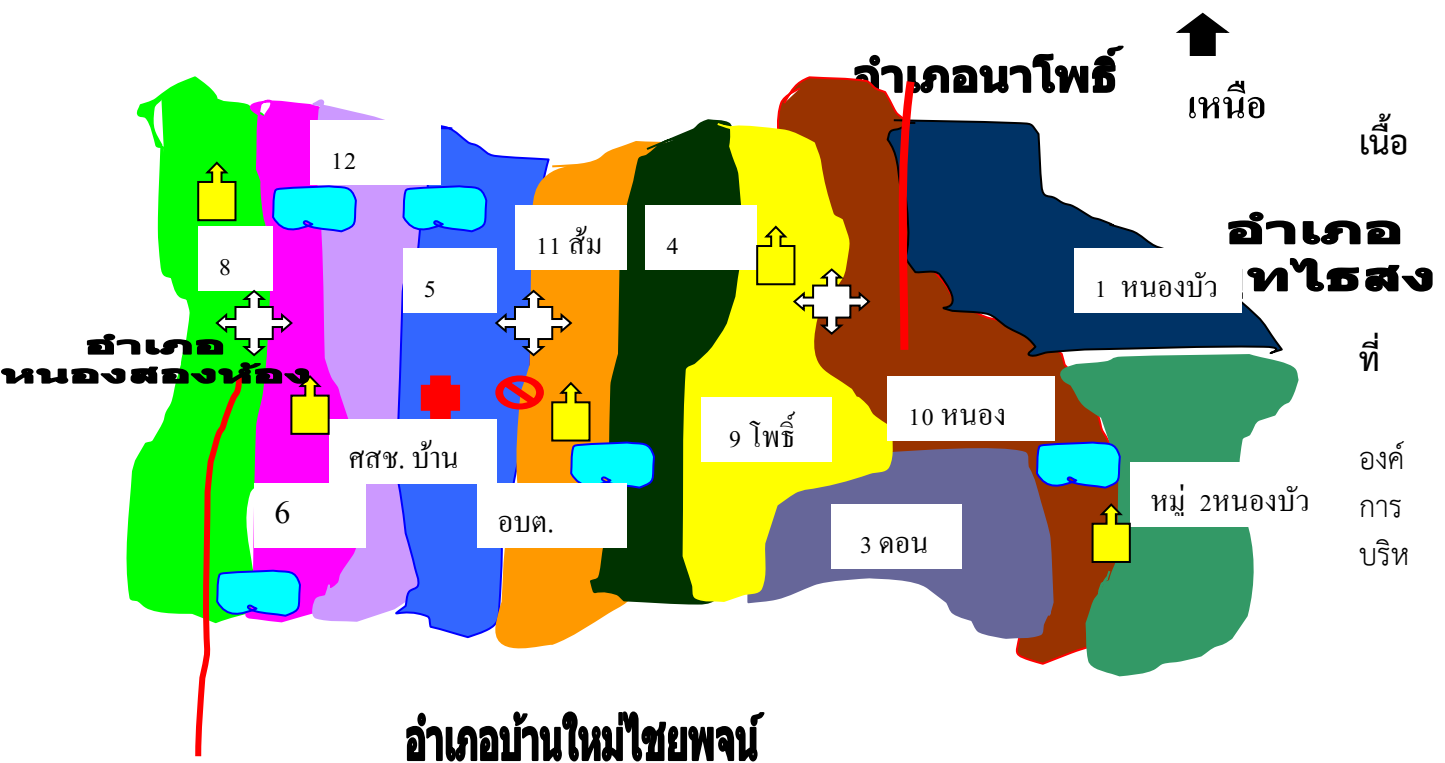 อำเภอนาโพธิ์
เหนือ
เนื้อ
12
11 ส้ม
4
อำเภอ
ทไธสง
8
5
1 หนองบัว
อำเภอ
หนองสองห้อง
ที่
10 หนอง
9 โพธิ์
ศสช. บ้าน
องค์
6
อบต.
หมู่ 2หนองบัว
การ
3 ดอน
บริห
อำเภอบ้านใหม่ไชยพจน์